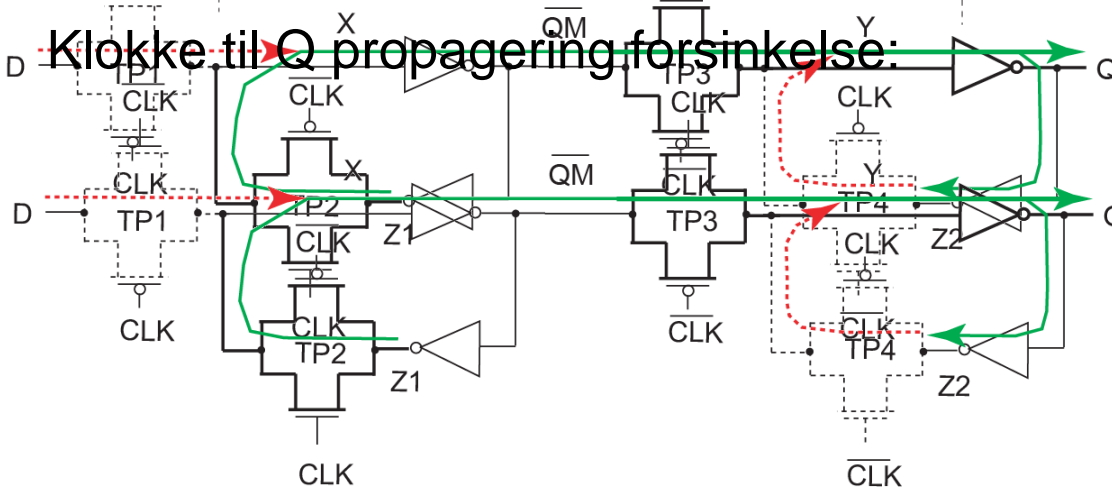 X
QM
Y
Klokke til Q propagering forsinkelse:
D
TP1
TP3
Q
CLK
CLK
CLK
CLK
CLK
X
QM
CLK
Y
D
TP1
TP2
TP3
TP4
Q
Z1
Z2
CLK
CLK
CLK
CLK
CLK
CLK
TP2
TP4
Z1
Z2
CLK
CLK